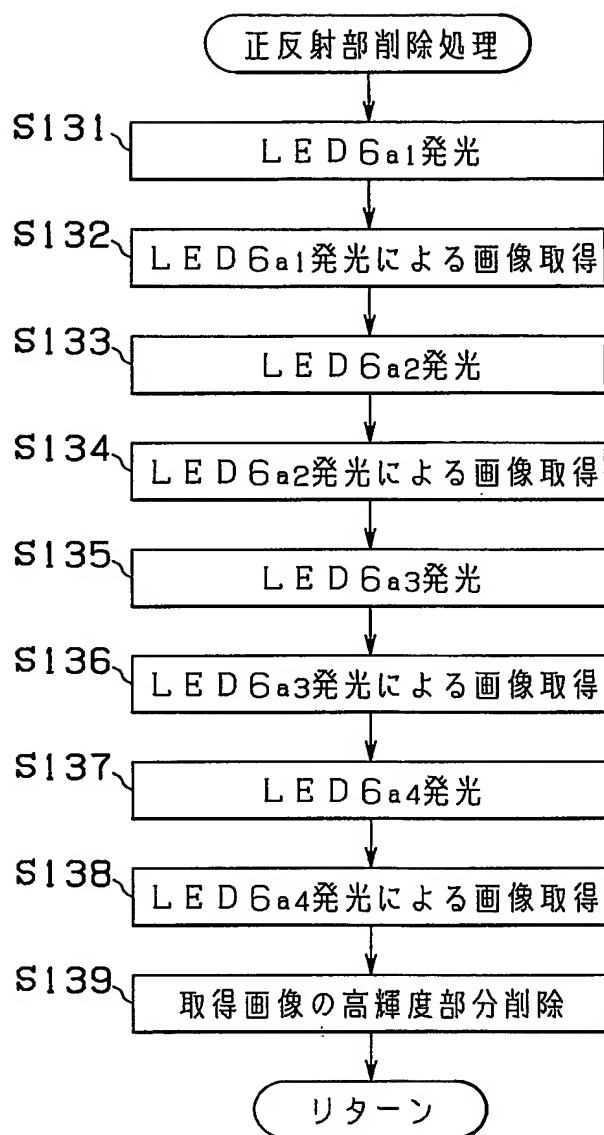 正反射部削除処理
S131
LED6a1発光
S132
LED6a1発光による画像取得
S133
LED6a2発光
S134
LED6a2発光による画像取得
S135
LED6a3発光
S136
LED6a3発光による画像取得
S137
LED6a4発光
S138
LED6a4発光による画像取得
S139
取得画像の高輝度部分削除
リターン